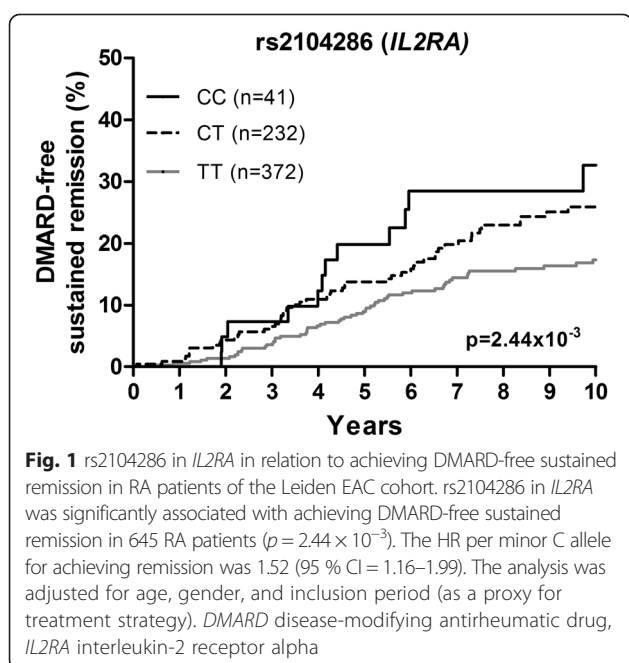 rs2104286 (IL2RA)
DMARD-free
sustained remission (%)
50
40
30
20
10
0
CC (n=41)
CT (n=232)
TT (n=372)
p=2.44x10⁻³
0 1 2 3 4 5 6 7 8 9 10
Years
Fig. 1 rs2104286 in IL2RA in relation to achieving DMARD-free sustained
remission in RA patients of the Leiden EAC cohort. rs2104286 in IL2RA
was significantly associated with achieving DMARD-free sustained
remission in 645 RA patients (p = 2.44 × 10⁻³). The HR per minor C allele
for achieving remission was 1.52 (95 % CI = 1.16–1.99). The analysis was
adjusted for age, gender, and inclusion period (as a proxy for
treatment strategy). DMARD disease-modifying antirheumatic drug,
IL2RA interleukin-2 receptor alpha